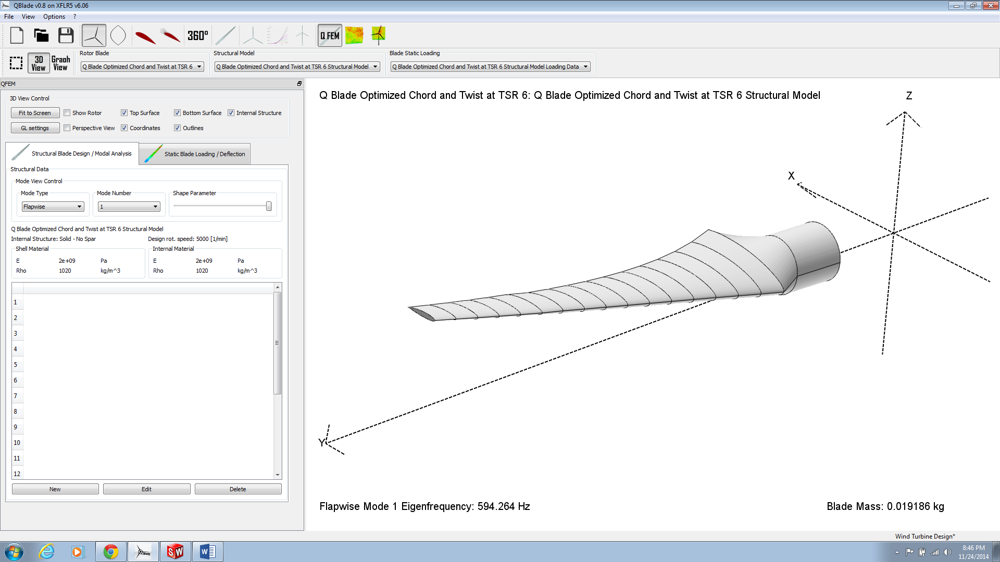 QBlade v0.8 on XFLR5 v6.06
File View Options ?
360° Q FEM
3D View
Graph View
Rotor Blade
Q Blade Optimized Chord and Twist at TSR 6
Structural Model
Q Blade Optimized Chord and Twist at TSR 6 Structural Model
Blade Static Loading
Q Blade Optimized Chord and Twist at TSR 6 Structural Model Loading Data
QFEM
3D View Control
Fit to Screen Show Rotor Top Surface Bottom Surface Internal Structure
GL settings Perspective View Coordinates Outlines
Structural Blade Design / Modal Analysis Static Blade Loading / Deflection
Structural Data
Mode View Control
Mode Type Mode Number Shape Parameter
Flapwise 1
Q Blade Optimized Chord and Twist at TSR 6 Structural Model
Internal Structure: Solid - No Spar Design rot. speed: 5000 [1/min]
Shell Material Internal Material
E 2e+09 Pa E 2e+09 Pa
Rho 1020 kg/m^3 Rho 1020 kg/m^3
1
2
3
4
5
6
7
8
9
10
11
12
New Edit Delete
Q Blade Optimized Chord and Twist at TSR 6: Q Blade Optimized Chord and Twist at TSR 6 Structural Model
Z
X
Y
Flapwise Mode 1 Eigenfrequency: 594.264 Hz
Blade Mass: 0.019186 kg
Wind Turbine Design*
SW
W
8:46 PM
11/24/2014